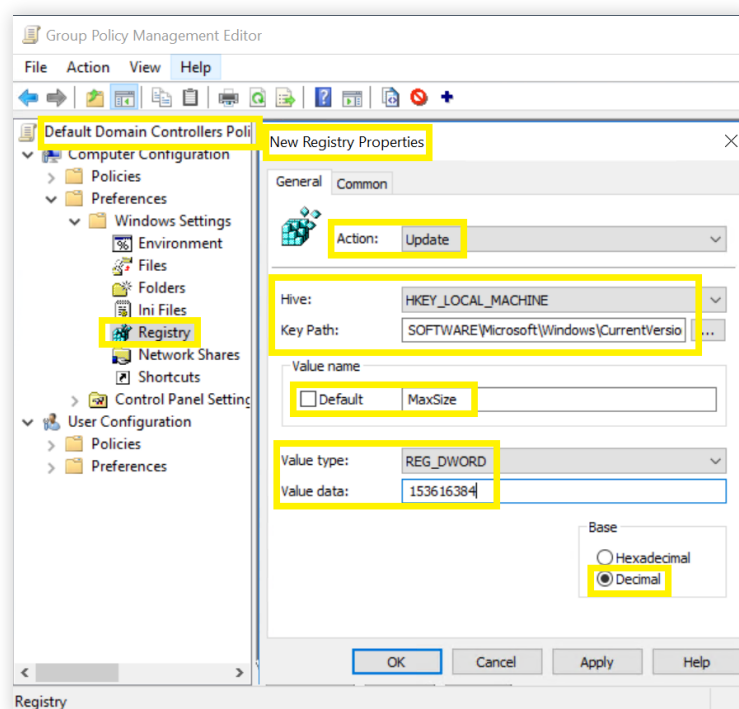 Group Policy Management Editor
File Action View Help
Default Domain Controllers Poli
Computer Configuration
Policies
Preferences
Windows Settings
Environment
Files
Folders
Ini Files
Registry
Network Shares
Shortcuts
Control Panel Setting
User Configuration
Policies
Preferences
New Registry Properties
General Common
Action: Update
Hive: HKEY_LOCAL_MACHINE
Key Path: SOFTWARE\Microsoft\Windows\CurrentVersio ...
Value name
Default MaxSize
Value type: REG_DWORD
Value data: 153616384
Base
Hexadecimal
Decimal
OK Cancel Apply Help
Registry